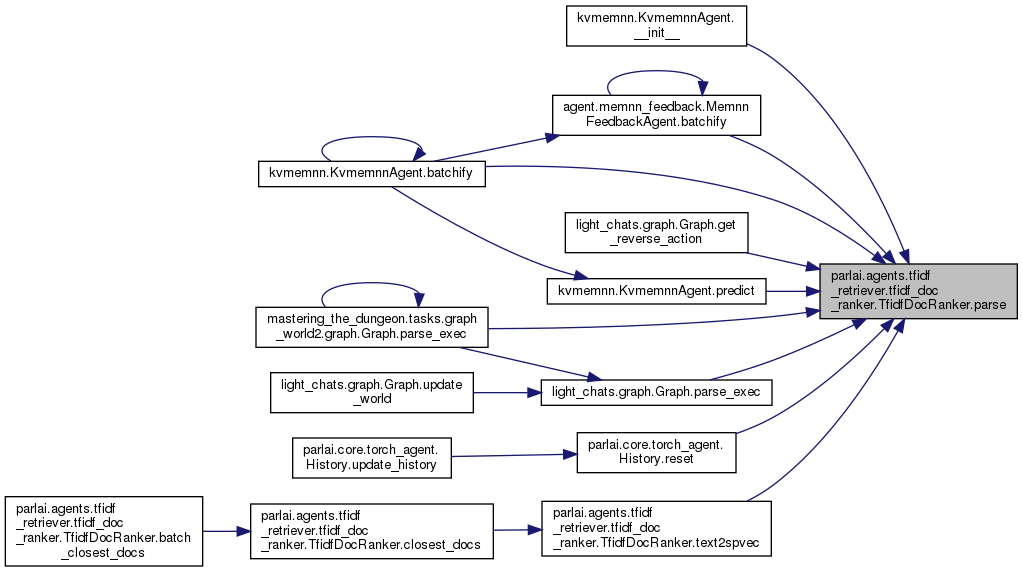 kvmemnn.KvmemnnAgent.
__init__
agent.memnn_feedback.Memnn
FeedbackAgent.batchify
kvmemnn.KvmemnnAgent.batchify
light_chats.graph.Graph.get
_reverse_action
kvmemnn.KvmemnnAgent.predict
parlai.agents.tfidf
_retriever.tfidf_doc
_ranker.TfidfDocRanker.parse
mastering_the_dungeon.tasks.graph
_world2.graph.Graph.parse_exec
light_chats.graph.Graph.update
_world
light_chats.graph.Graph.parse_exec
parlai.core.torch_agent.
History.update_history
parlai.core.torch_agent.
History.reset
parlai.agents.tfidf
_retriever.tfidf_doc
_ranker.TfidfDocRanker.batch
_closest_docs
parlai.agents.tfidf
_retriever.tfidf_doc
_ranker.TfidfDocRanker.closest_docs
parlai.agents.tfidf
_retriever.tfidf_doc
_ranker.TfidfDocRanker.text2spvec